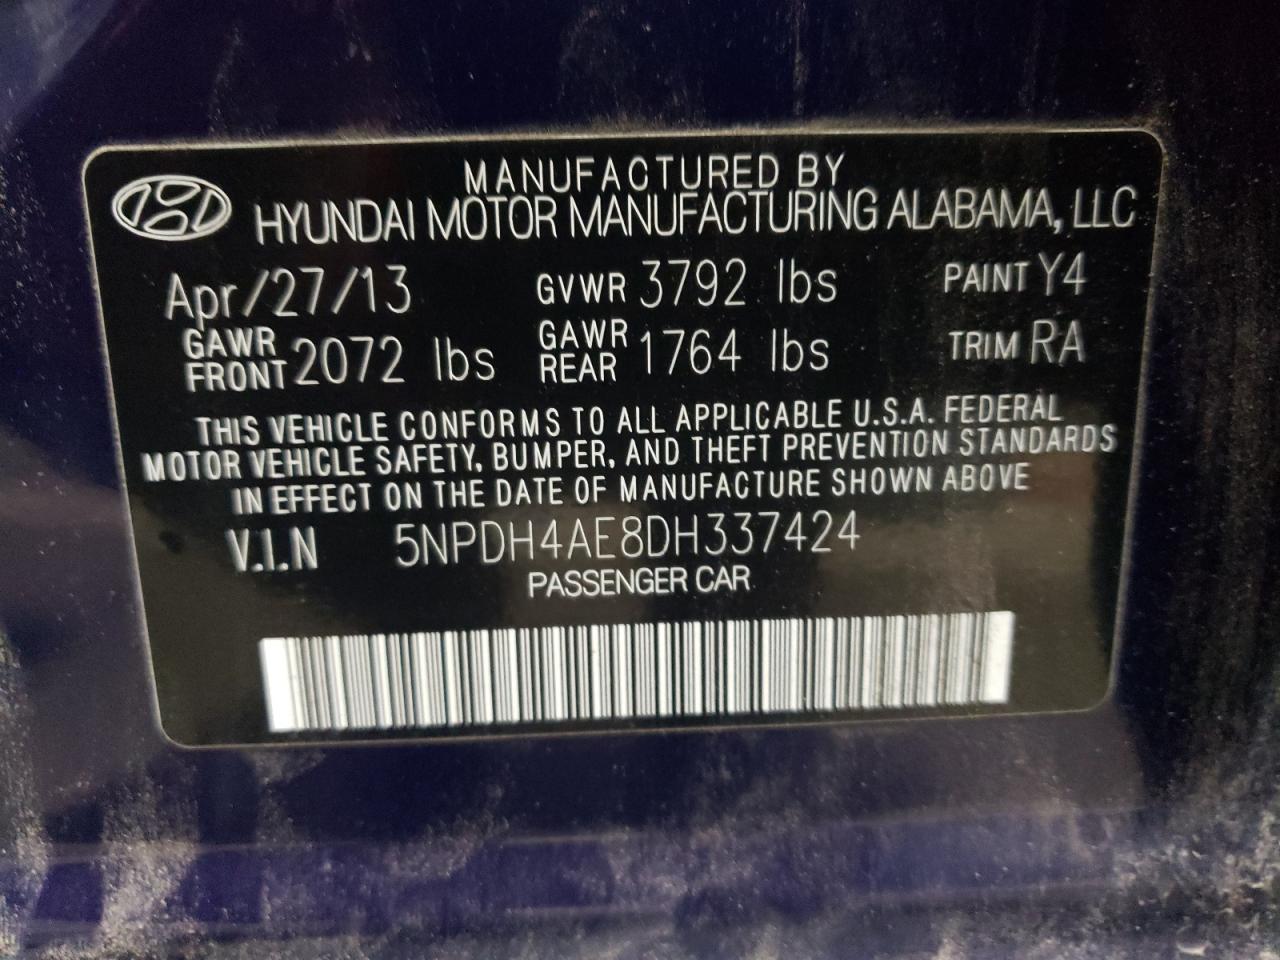 MANUFACTURED BY
HYUNDAI MOTOR MANUFACTURING ALABAMA, LLC
Apr/27/13 GVWR 3792 lbs PAINT Y4
GAWR FRONT 2072 lbs GAWR REAR 1764 lbs TRIM RA
THIS VEHICLE CONFORMS TO ALL APPLICABLE U.S.A. FEDERAL
MOTOR VEHICLE SAFETY, BUMPER, AND THEFT PREVENTION STANDARDS
IN EFFECT ON THE DATE OF MANUFACTURE SHOWN ABOVE
V.I.N 5NPDH4AE8DH337424
PASSENGER CAR